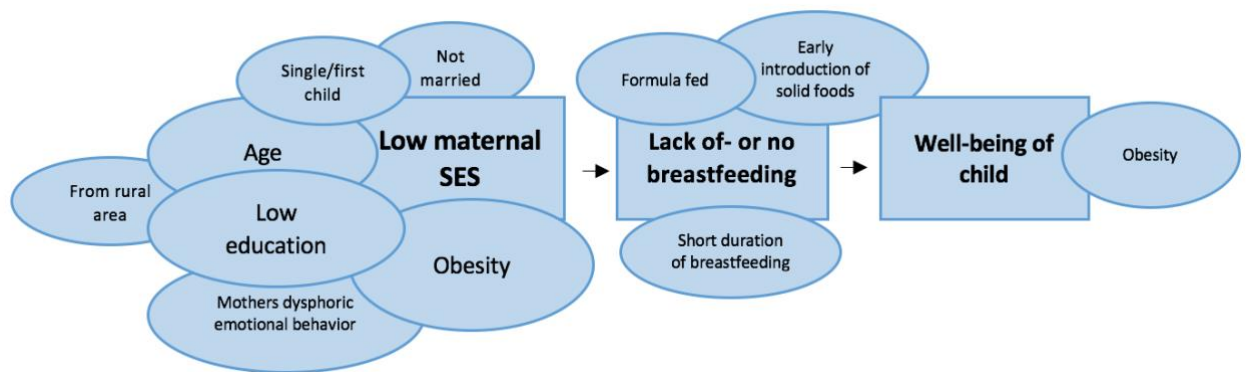 Single/first
child
Not
married
Age
From rural
area
Low
education
Mothers dysphoric
emotional behavior
Obesity
Low maternal
SES
Formula fed
Early
introduction of
solid foods
Lack of- or no
breastfeeding
Short duration
of breastfeeding
Well-being of
child
Obesity